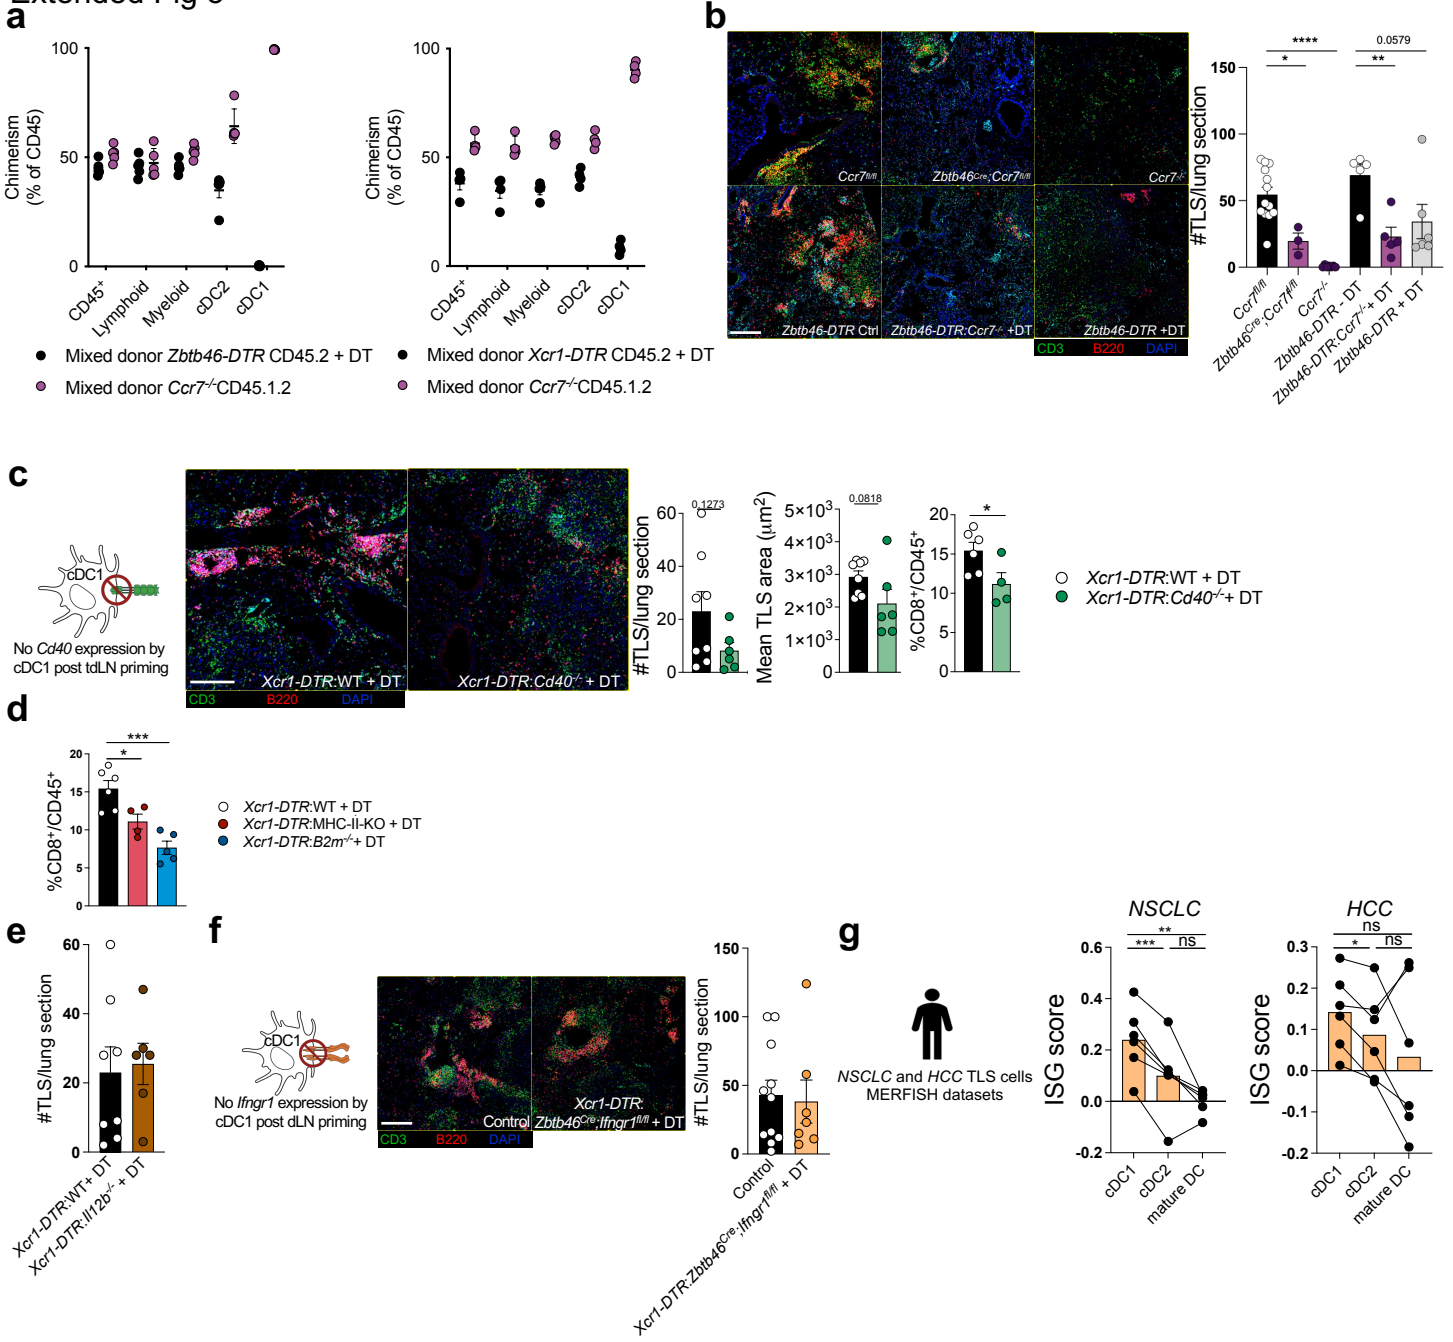 a
100
50
0
Chimerism
(% of CD45)
CD45⁺
Lymphoid
Myeloid
cDC2
cDC1
Mixed donor Zbtb46-DTR CD45.2 + DT
Mixed donor Ccr7-/-CD45.1.2
100
50
0
Chimerism
(% of CD45)
CD45⁺
Lymphoid
Myeloid
cDC2
cDC1
Mixed donor Xcr1-DTR CD45.2 + DT
Mixed donor Ccr7-/-CD45.1.2
b
Ccr7fl/fl
Zbtb46Cre;Ccr7fl/fl
Ccr7-/-
Zbtb46-DTR Ctrl
Zbtb46-DTR:Ccr7-/- +DT
Zbtb46-DTR +DT
CD3 B220 DAPI
**** 0.0579
* **
150
100
50
0
#TLS/lung section
Ccr7fl/fl
Zbtb46Cre;Ccr7fl/fl
Ccr7-/-
Zbtb46-DTR - DT
Zbtb46-DTR:Ccr7-/- + DT
Zbtb46-DTR + DT
c
cDC1
No Cd40 expression by
cDC1 post tdLN priming
Xcr1-DTR:WT + DT
Xcr1-DTR:Cd40-/- + DT
CD3 B220 DAPI
0.1273
60
40
20
0
#TLS/lung section
0.0818
5×10³
4×10³
3×10³
2×10³
1×10³
0
Mean TLS area (μm²)
*
20
15
10
5
0
%CD8⁺/CD45⁺
Xcr1-DTR:WT + DT
Xcr1-DTR:Cd40-/-+ DT
d
***
*
20
15
10
5
0
%CD8⁺/CD45⁺
Xcr1-DTR:WT + DT
Xcr1-DTR:MHC-II-KO + DT
Xcr1-DTR:B2m-/-+ DT
e
60
40
20
0
#TLS/lung section
Xcr1-DTR:WT+ DT
Xcr1-DTR:Il12b-/- + DT
f
cDC1
No Ifngr1 expression by
cDC1 post dLN priming
Control
Xcr1-DTR:
Zbtb46Cre;Ifngr1fl/fl + DT
CD3 B220 DAPI
150
100
50
0
#TLS/lung section
Control
Xcr1-DTR:Zbtb46Cre;Ifngr1fl/fl + DT
g
NSCLC and HCC TLS cells
MERFISH datasets
NSCLC
**
*** ns
0.6
0.4
0.2
0.0
-0.2
ISG score
cDC1
cDC2
mature DC
HCC
ns
* ns
0.3
0.2
0.1
0.0
-0.1
-0.2
ISG score
cDC1
cDC2
mature DC